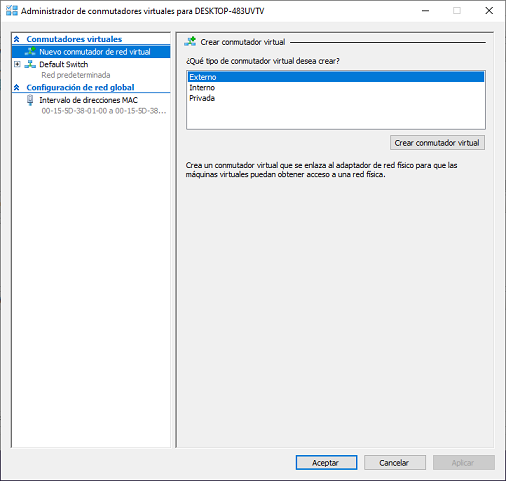 Administrador de conmutadores virtuales para DESKTOP-483UVTV
Conmutadores virtuales
Nuevo conmutador de red virtual
Default Switch
Red predeterminada
Configuración de red global
Intervalo de direcciones MAC
00-15-5D-38-01-00 a 00-15-5D-38...
Crear conmutador virtual
¿Qué tipo de conmutador virtual desea crear?
Externo
Interno
Privada
Crear conmutador virtual
Crea un conmutador virtual que se enlaza al adaptador de red físico para que las
máquinas virtuales puedan obtener acceso a una red física.
Aceptar
Cancelar
Aplicar